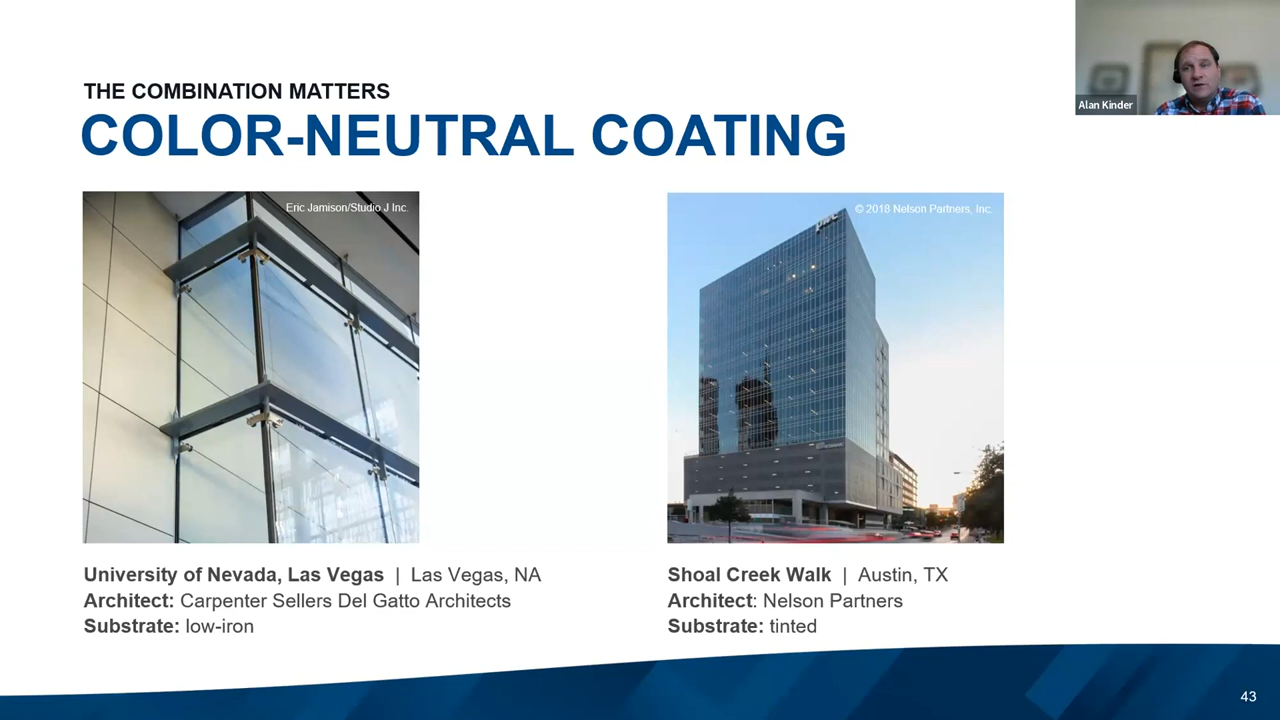 THE COMBINATION MATTERS
COLOR-NEUTRAL COATING
Alan Kinder
Eric Jamison/Studio J Inc.
© 2018 Nelson Partners, Inc.
pwc
University of Nevada, Las Vegas | Las Vegas, NA
Architect: Carpenter Sellers Del Gatto Architects
Substrate: low-iron
Shoal Creek Walk | Austin, TX
Architect: Nelson Partners
Substrate: tinted
43